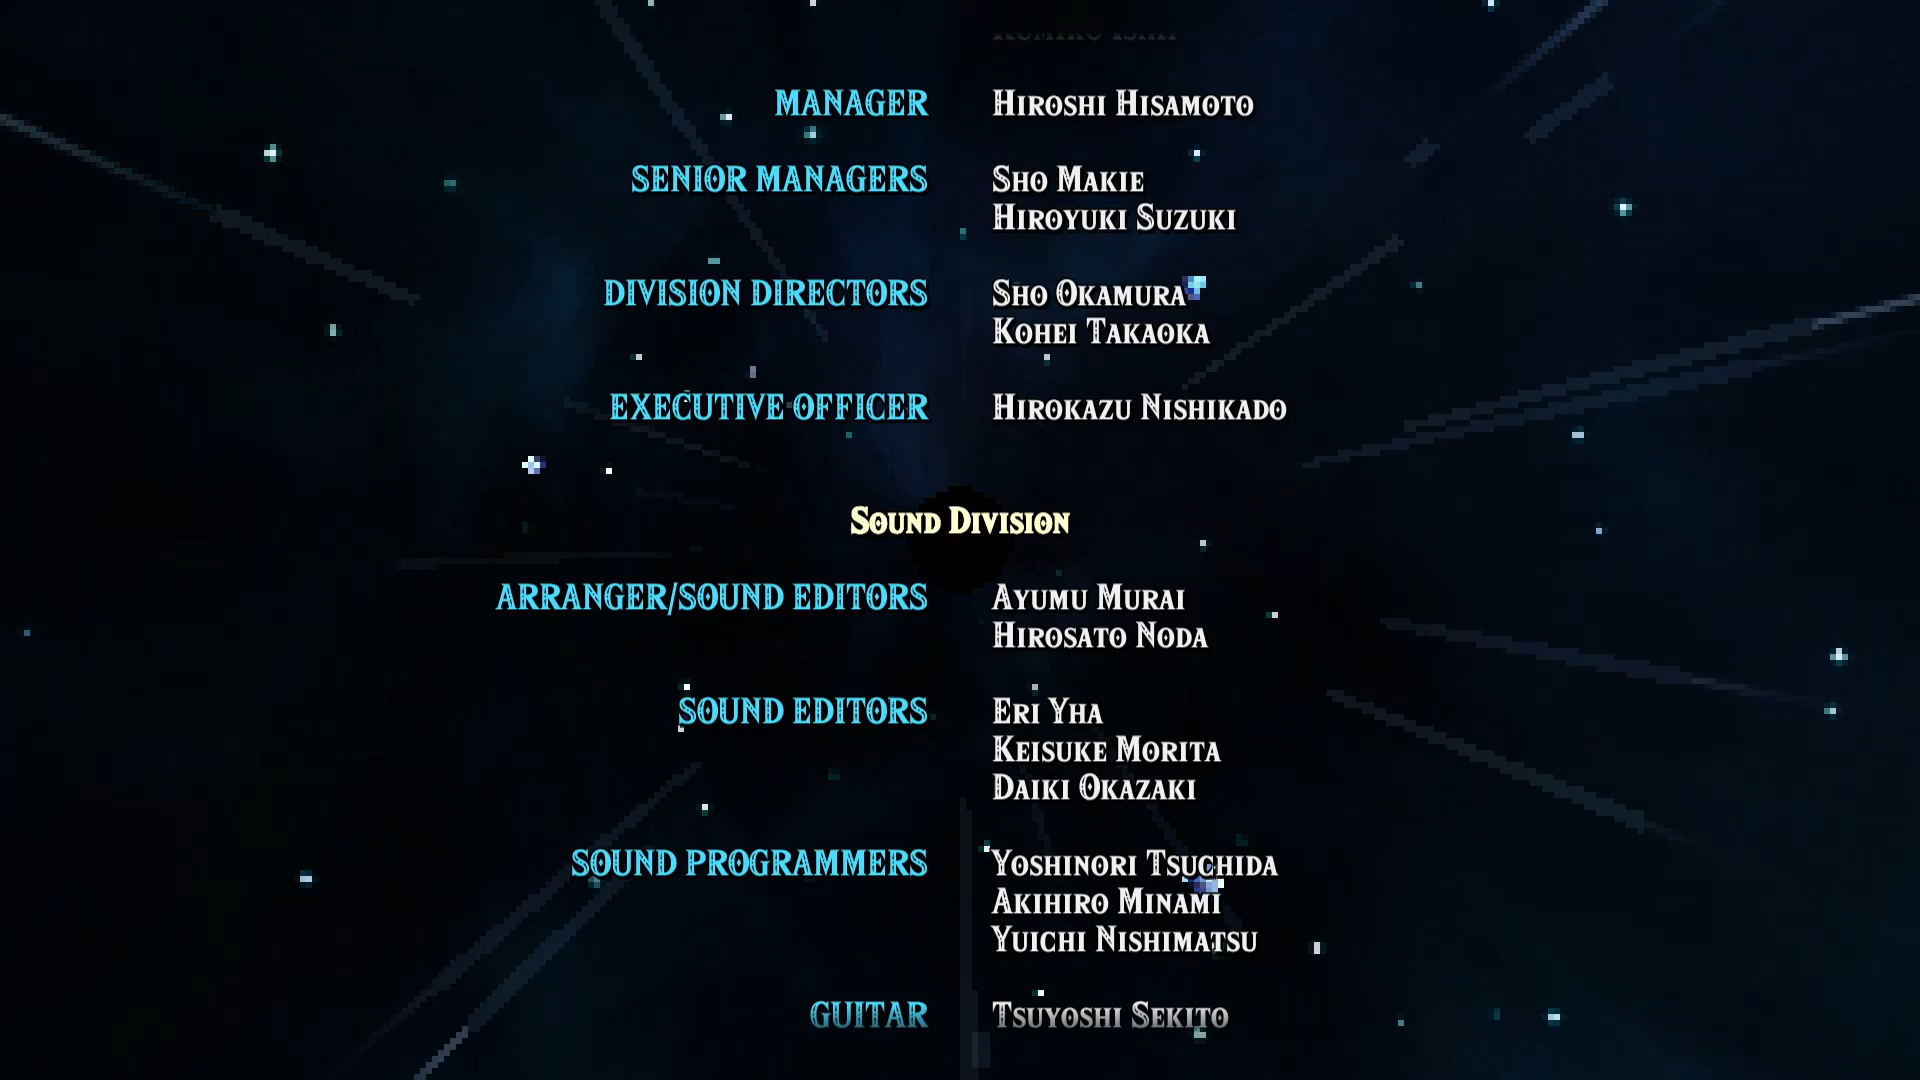 MANAGER Hiroshi Hisamoto
SENIOR MANAGERS Sho Makie
Hiroyuki Suzuki
DIVISION DIRECTORS Sho Okamura
Kohei Takaoka
EXECUTIVE OFFICER Hirokazu Nishikado
Sound Division
ARRANGER/SOUND EDITORS Ayumu Murai
Hirosato Noda
SOUND EDITORS Eri Yha
Keisuke Morita
Daiki Okazaki
SOUND PROGRAMMERS Yoshinori Tsuchida
Akihiro Minami
Yuichi Nishimatsu
GUITAR Tsuyoshi Sekito